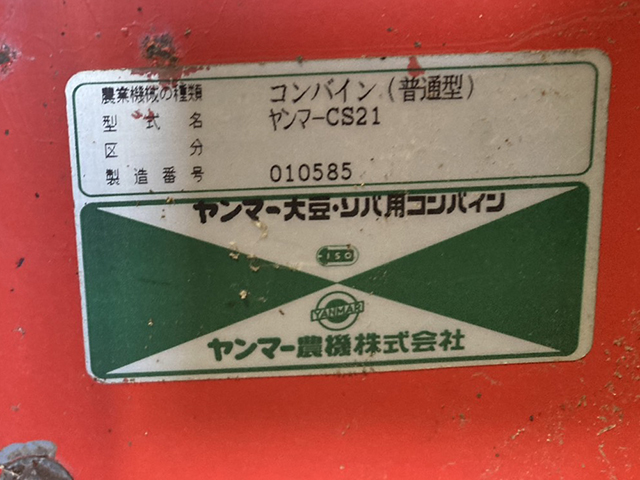 農業機械の種類 コンバイン(普通型)
型式名 ヤンマーCS21
区分
製造番号 010585
ヤンマー大豆・ソバ用コンバイン
ISO
YANMAR
ヤンマー農機株式会社